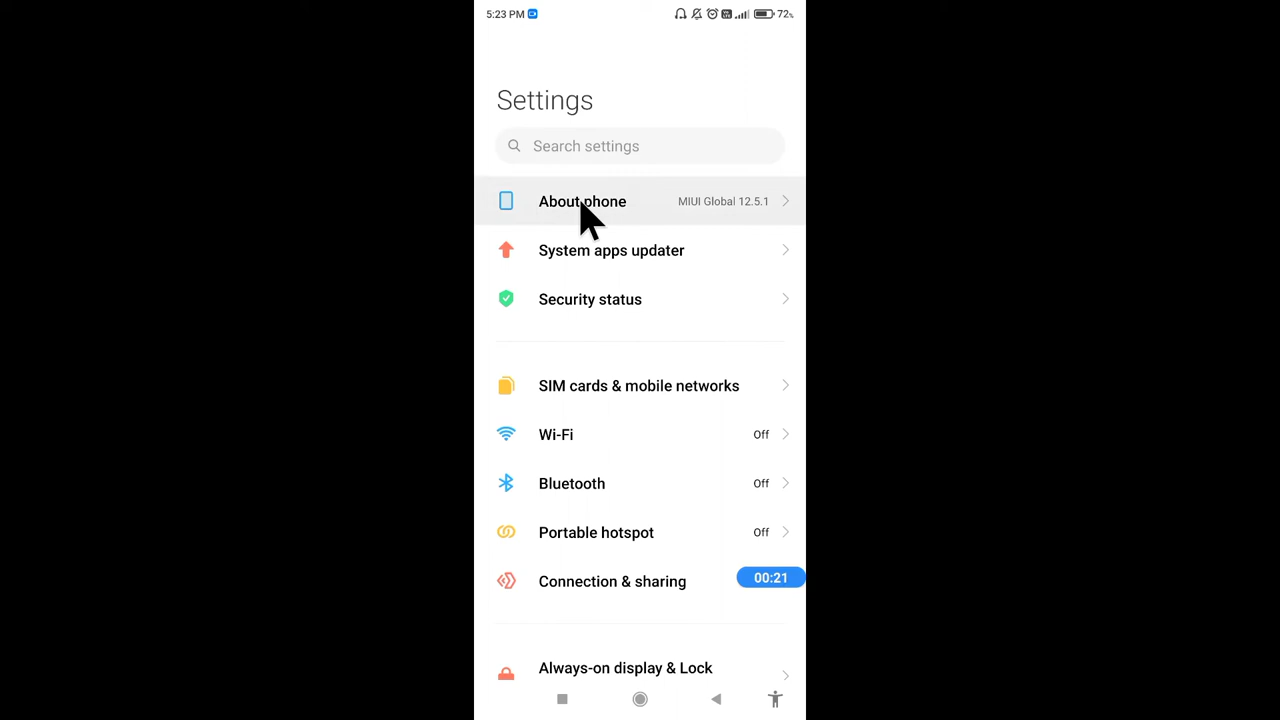 5:23 PM 72%
Settings
Search settings
About phone MIUI Global 12.5.1
System apps updater
Security status
SIM cards & mobile networks
Wi-Fi Off
Bluetooth Off
Portable hotspot Off
Connection & sharing
00:21
Always-on display & Lock